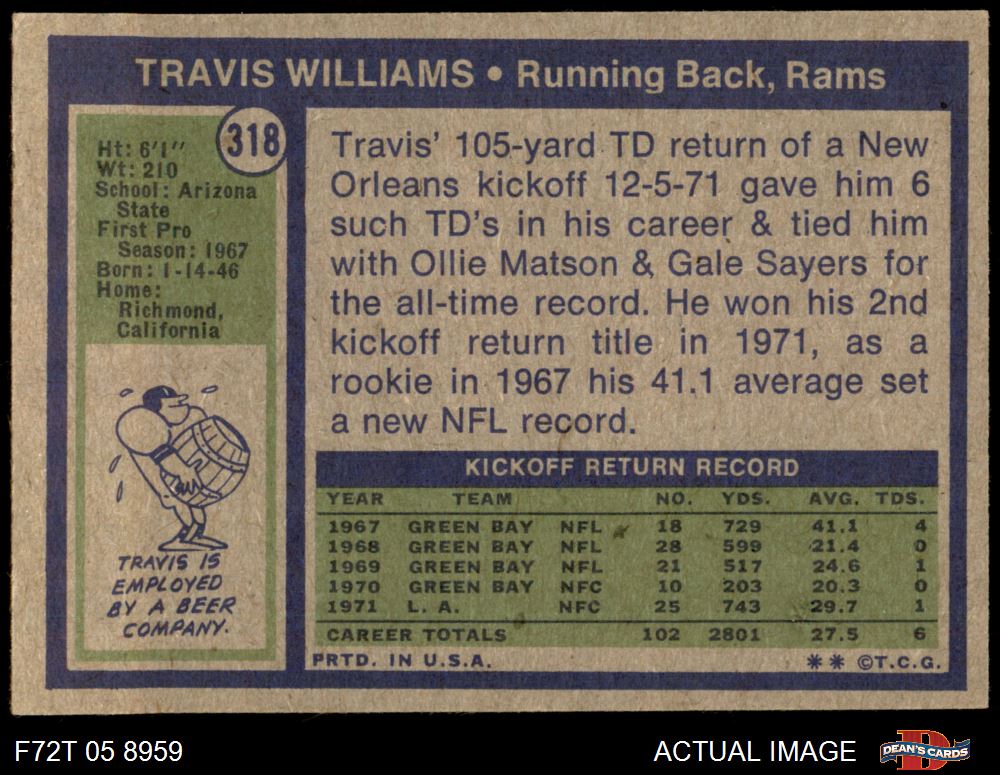 TRAVIS WILLIAMS • Running Back, Rams
318
Ht: 6'1"
Wt: 210
School: Arizona
State
First Pro
Season: 1967
Born: 1-14-46
Home:
Richmond,
California
TRAVIS IS
EMPLOYED
BY A BEER
COMPANY.
Travis' 105-yard TD return of a New
Orleans kickoff 12-5-71 gave him 6
such TD's in his career & tied him
with Ollie Matson & Gale Sayers for
the all-time record. He won his 2nd
kickoff return title in 1971, as a
rookie in 1967 his 41.1 average set
a new NFL record.
KICKOFF RETURN RECORD
YEAR TEAM NO. YDS. AVG. TDS.
1967 GREEN BAY NFL 18 729 41.1 4
1968 GREEN BAY NFL 28 599 21.4 0
1969 GREEN BAY NFL 21 517 24.6 1
1970 GREEN BAY NFC 10 203 20.3 0
1971 L. A. NFC 25 743 29.7 1
CAREER TOTALS 102 2801 27.5 6
PRTD. IN U.S.A. ** ©T.C.G.
F72T 05 8959
ACTUAL IMAGE
D
DEAN'S CARDS